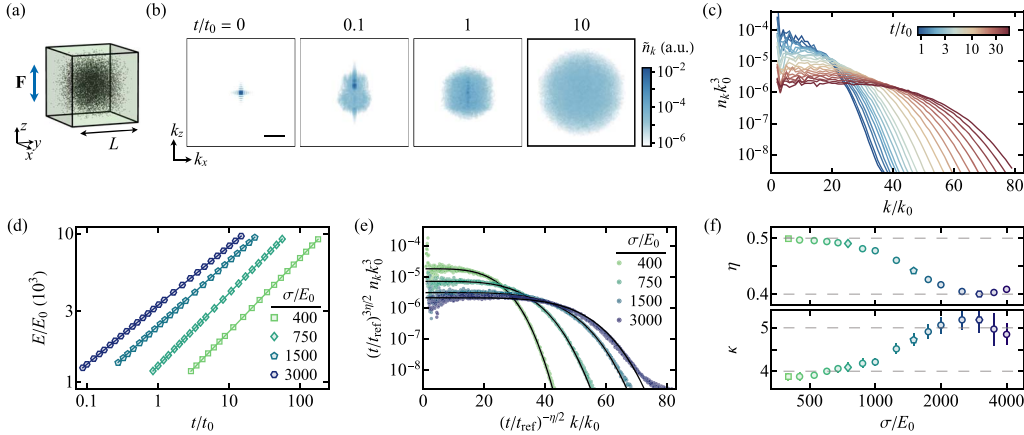 (a)
F
L
z
y
x
(b)
t/t₀ = 0
0.1
1
10
ñₖ (a.u.)
10⁻²
10⁻⁴
10⁻⁶
k_z
kₓ
(c)
t/t₀
1 3 10 30
10⁻⁴
10⁻⁵
10⁻⁶
10⁻⁷
10⁻⁸
nₖk₀³
0 20 40 60 80
k/k₀
(d)
10
3
1
E/E₀ (10³)
σ/E₀
400
750
1500
3000
0.1 1 10 100
t/t₀
(e)
10⁻⁴
10⁻⁵
10⁻⁶
10⁻⁷
10⁻⁸
(t/t_ref)^{3η/2} nₖk₀³
σ/E₀
400
750
1500
3000
0 20 40 60 80
(t/t_ref)^{−η/2} k/k₀
(f)
0.5
0.4
η
5
4
κ
500 1000 2000 4000
σ/E₀